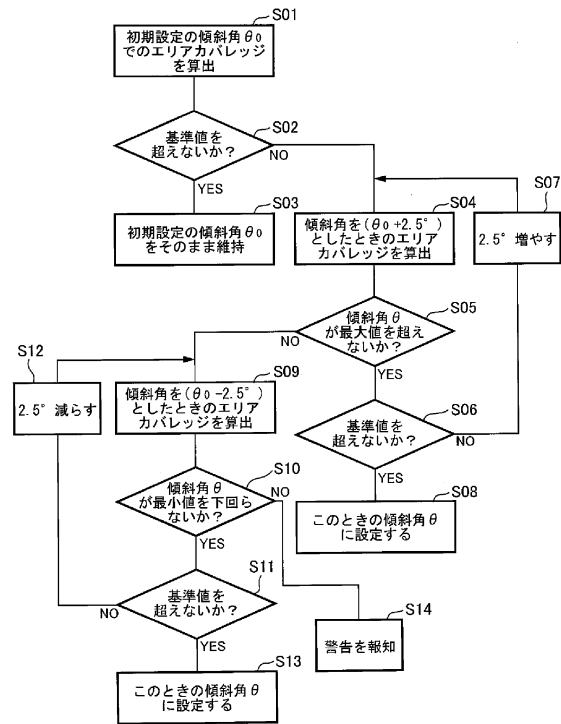 S01
初期設定の傾斜角θ0
でのエリアカバレッジ
を算出
S02
基準値を
超えないか？
NO
YES
S03
初期設定の傾斜角θ0
をそのまま維持
S04
傾斜角を(θ0+2.5°)
としたときのエリア
カバレッジを算出
S07
2.5°増やす
S05
傾斜角θ
が最大値を超え
ないか？
NO
YES
S06
基準値を
超えないか？
NO
YES
S08
このときの傾斜角θ
に設定する
S12
2.5°減らす
S09
傾斜角を(θ0-2.5°)
としたときのエリア
カバレッジを算出
S10
傾斜角θ
が最小値を下回ら
ないか？
NO
YES
S11
基準値を
超えないか？
NO
YES
S13
このときの傾斜角θ
に設定する
S14
警告を報知